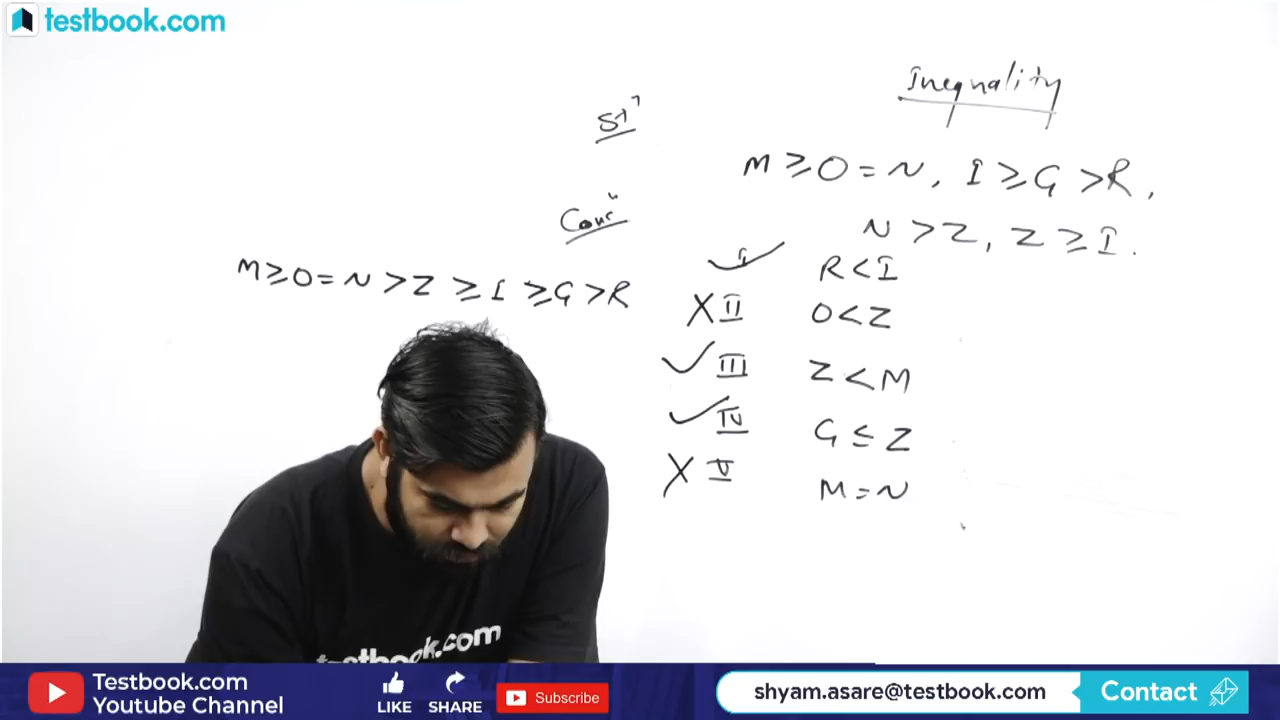 testbook.com
Inequality
St"
M ≥ O = N, I ≥ G > R,
N > Z, Z ≥ I.
Conc"
M ≥ O = N > Z ≥ I ≥ G > R
✓ I R < I
X II O < Z
✓ III Z < M
✓ IV G ≤ Z
X V M = N
testbook.com
Testbook.com
Youtube Channel
LIKE
SHARE
Subscribe
shyam.asare@testbook.com
Contact